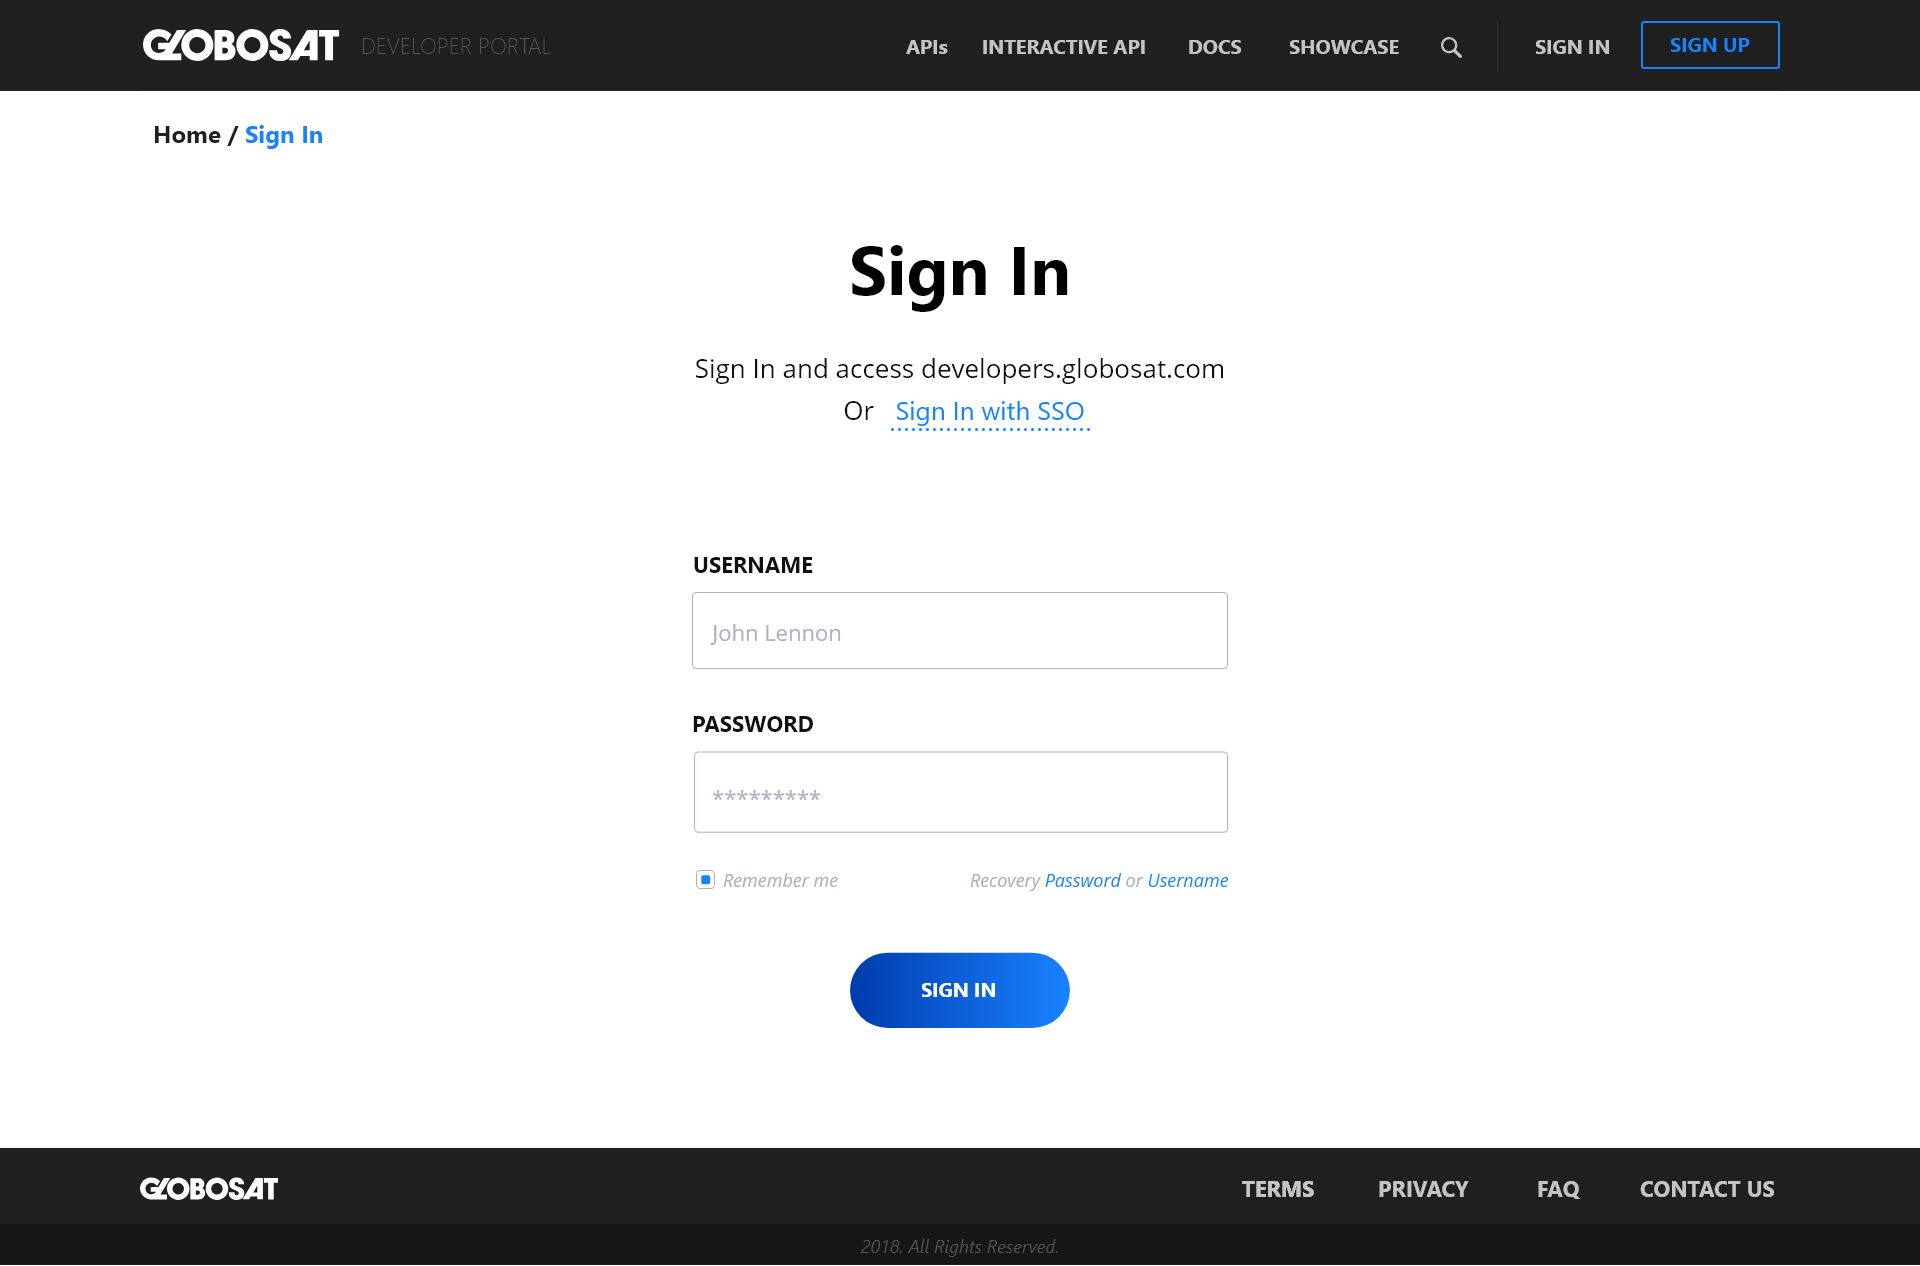 GLOBOSAT DEVELOPER PORTAL APIs INTERACTIVE API DOCS SHOWCASE SIGN IN SIGN UP
Home / Sign In
Sign In
Sign In and access developers.globosat.com
Or Sign In with SSO
USERNAME
John Lennon
PASSWORD
*********
Remember me Recovery Password or Username
SIGN IN
GLOBOSAT TERMS PRIVACY FAQ CONTACT US
2018. All Rights Reserved.